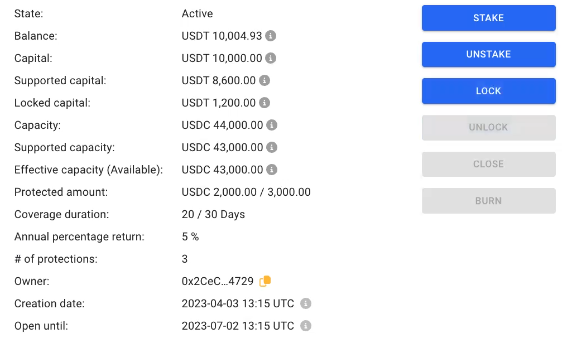 State: Active
Balance: USDT 10,004.93
Capital: USDT 10,000.00
Supported capital: USDT 8,600.00
Locked capital: USDT 1,200.00
Capacity: USDC 44,000.00
Supported capacity: USDC 43,000.00
Effective capacity (Available): USDC 43,000.00
Protected amount: USDC 2,000.00 / 3,000.00
Coverage duration: 20 / 30 Days
Annual percentage return: 5 %
# of protections: 3
Owner: 0x2CeC...4729
Creation date: 2023-04-03 13:15 UTC
Open until: 2023-07-02 13:15 UTC
STAKE
UNSTAKE
LOCK
UNLOCK
CLOSE
BURN